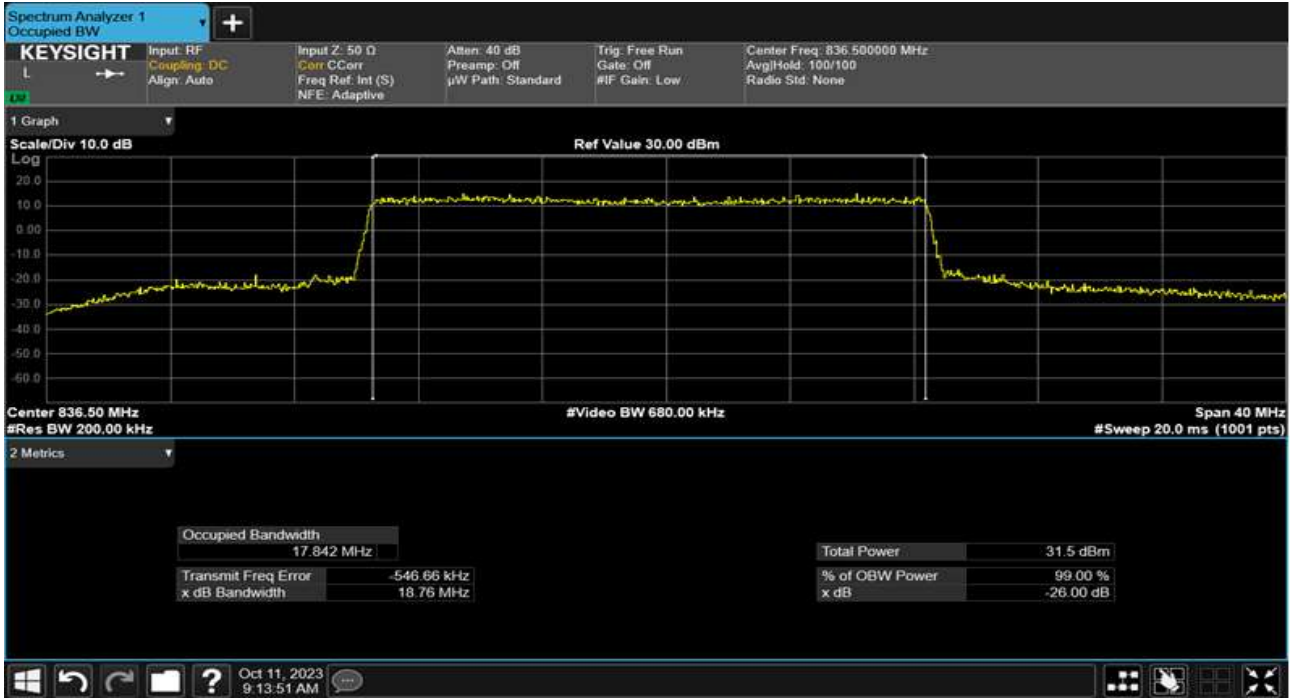 Spectrum Analyzer 1
Occupied BW
KEYSIGHT
L
Input: RF
Coupling: DC
Align: Auto
Input Z: 50 Ω
Corr CCorr
Freq Ref: Int (S)
NFE: Adaptive
Atten: 40 dB
Preamp: Off
µW Path: Standard
Trig: Free Run
Gate: Off
#IF Gain: Low
Center Freq: 836.500000 MHz
Avg|Hold: 100/100
Radio Std: None
1 Graph
Scale/Div 10.0 dB
Ref Value 30.00 dBm
Log
20.0
10.0
0.00
-10.0
-20.0
-30.0
-40.0
-50.0
-60.0
Center 836.50 MHz
#Video BW 680.00 kHz
Span 40 MHz
#Res BW 200.00 kHz
#Sweep 20.0 ms (1001 pts)
2 Metrics
Occupied Bandwidth
17.842 MHz
Total Power 31.5 dBm
Transmit Freq Error -546.66 kHz
% of OBW Power 99.00 %
x dB Bandwidth 18.76 MHz
x dB -26.00 dB
?
Oct 11, 2023
9:13:51 AM